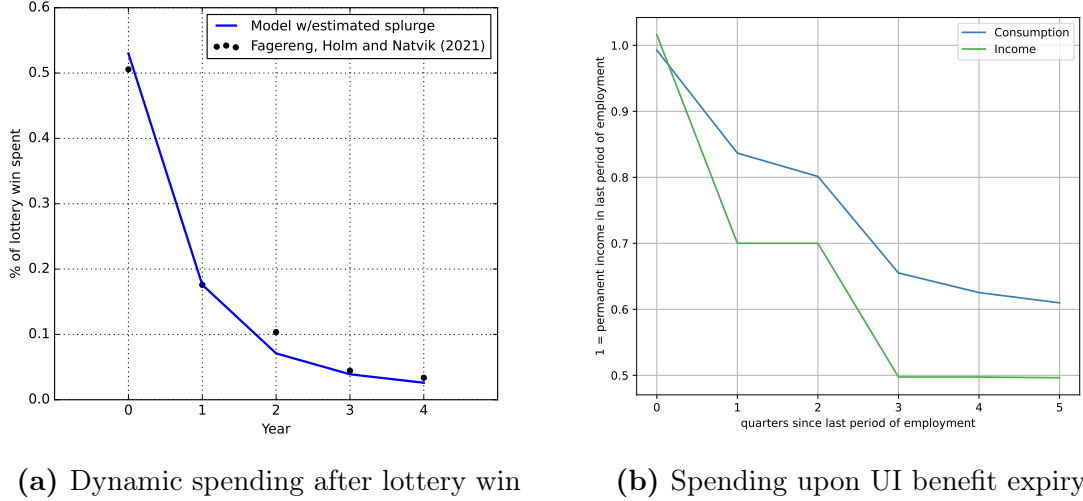 0.6
0.5
0.4
0.3
0.2
0.1
0.0
% of lottery win spent
Model w/estimated splurge
Fagereng, Holm and Natvik (2021)
0 1 2 3 4
Year
(a) Dynamic spending after lottery win
1.0
0.9
0.8
0.7
0.6
0.5
1 = permanent income in last period of employment
Consumption
Income
0 1 2 3 4 5
quarters since last period of employment
(b) Spending upon UI benefit expiry